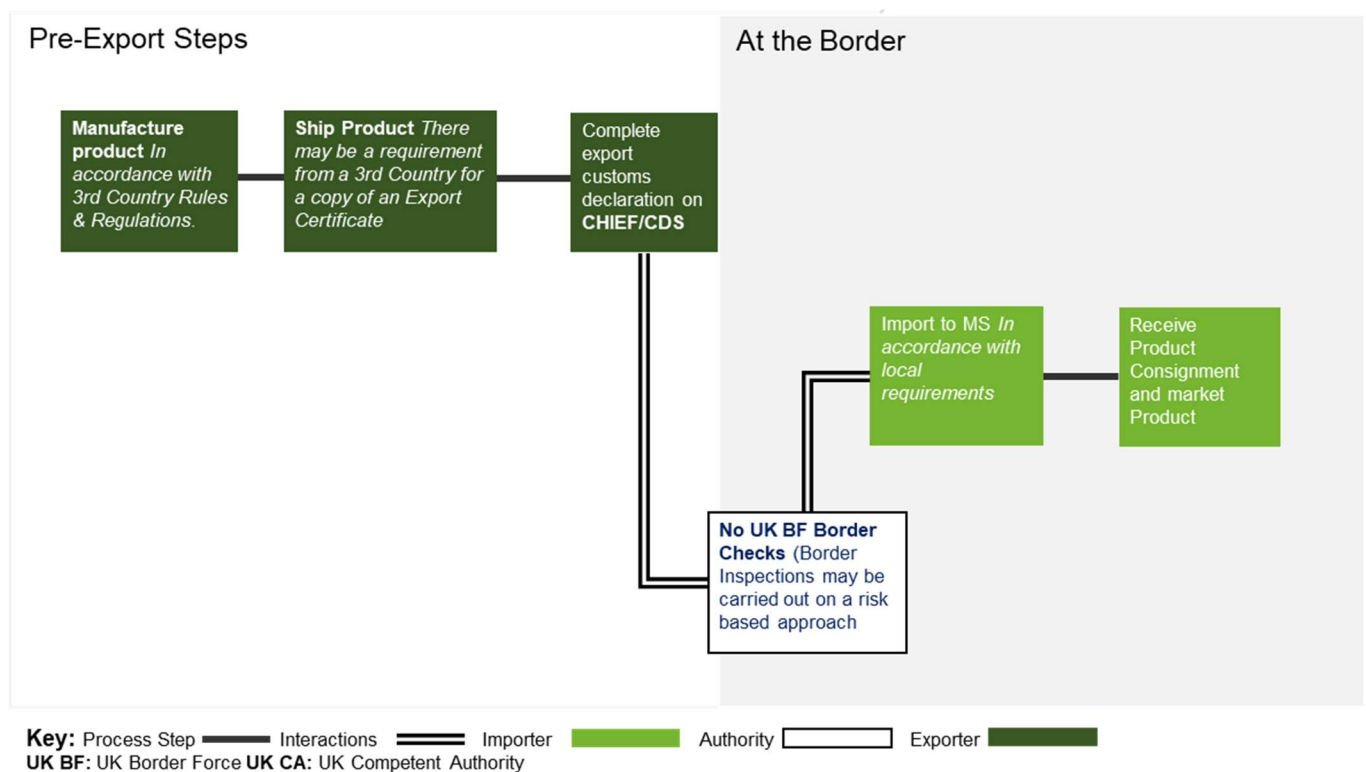 Pre-Export Steps
At the Border
Manufacture
product In
accordance with
3rd Country Rules
& Regulations.
Ship Product There
may be a requirement
from a 3rd Country for
a copy of an Export
Certificate
Complete
export
customs
declaration on
CHIEF/CDS
Import to MS In
accordance with
local
requirements
Receive
Product
Consignment
and market
Product
No UK BF Border
Checks (Border
Inspections may be
carried out on a risk
based approach
Key: Process Step Interactions Importer Authority Exporter
UK BF: UK Border Force UK CA: UK Competent Authority